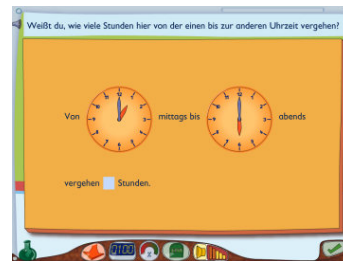 Weißt du, wie viele Stunden hier von der einen bis zur anderen Uhrzeit vergehen?
Von mittags bis abends
vergehen Stunden.